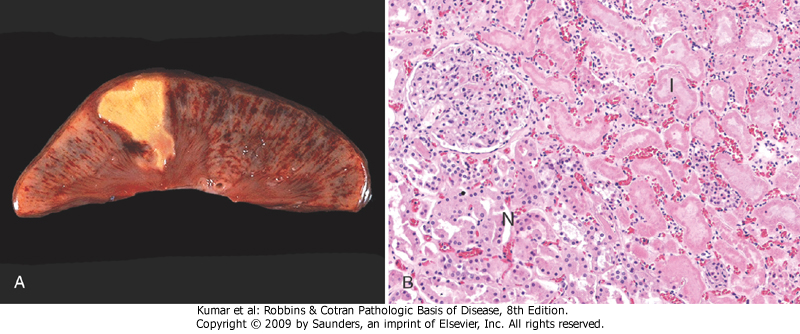 A
I
N
B
Kumar et al: Robbins & Cotran Pathologic Basis of Disease, 8th Edition.
Copyright © 2009 by Saunders, an imprint of Elsevier, Inc. All rights reserved.